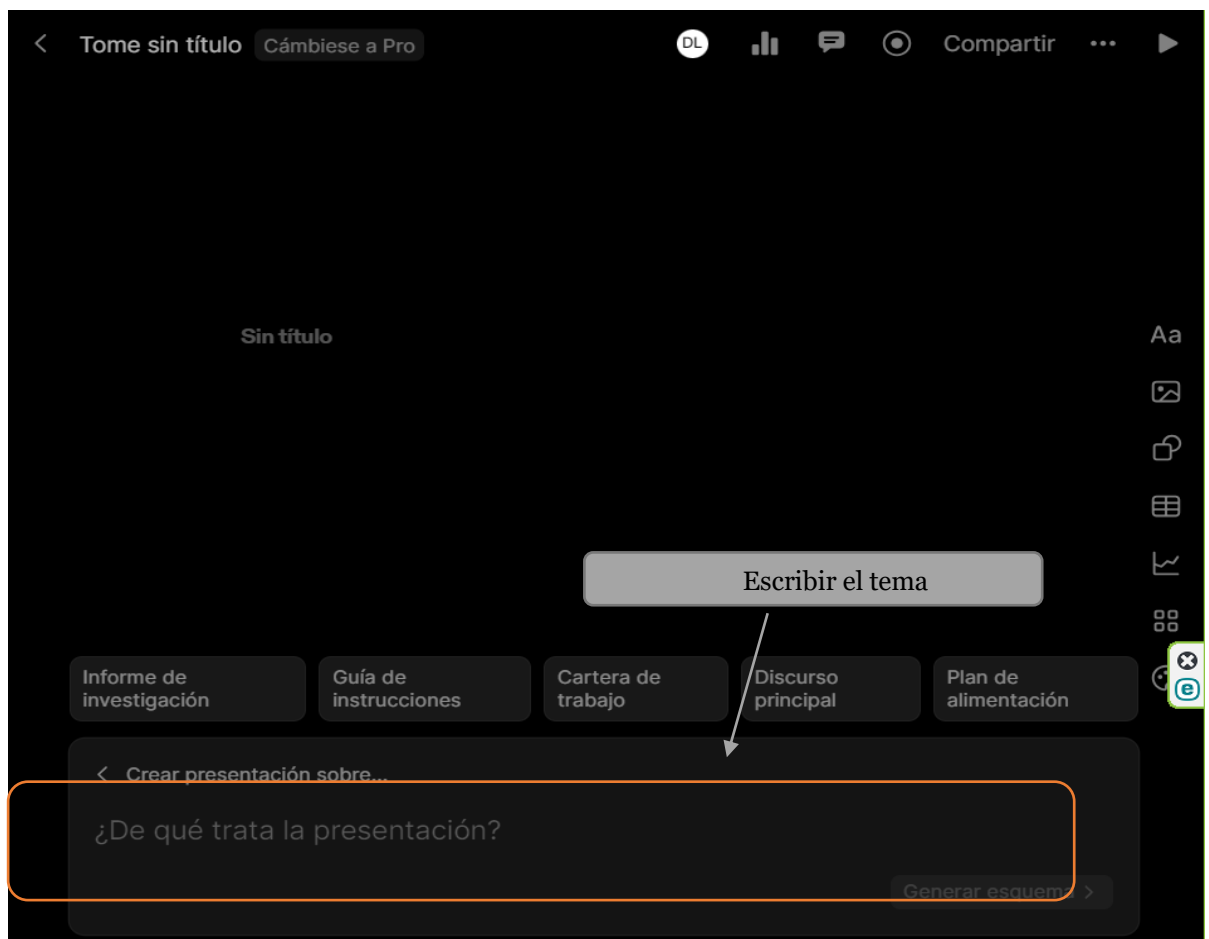 Tome sin título Cámbiese a Pro DL Compartir
Sin título
Aa
Escribir el tema
Informe de investigación
Guía de instrucciones
Cartera de trabajo
Discurso principal
Plan de alimentación
e
Crear presentación sobre...
¿De qué trata la presentación?
Generar esquema